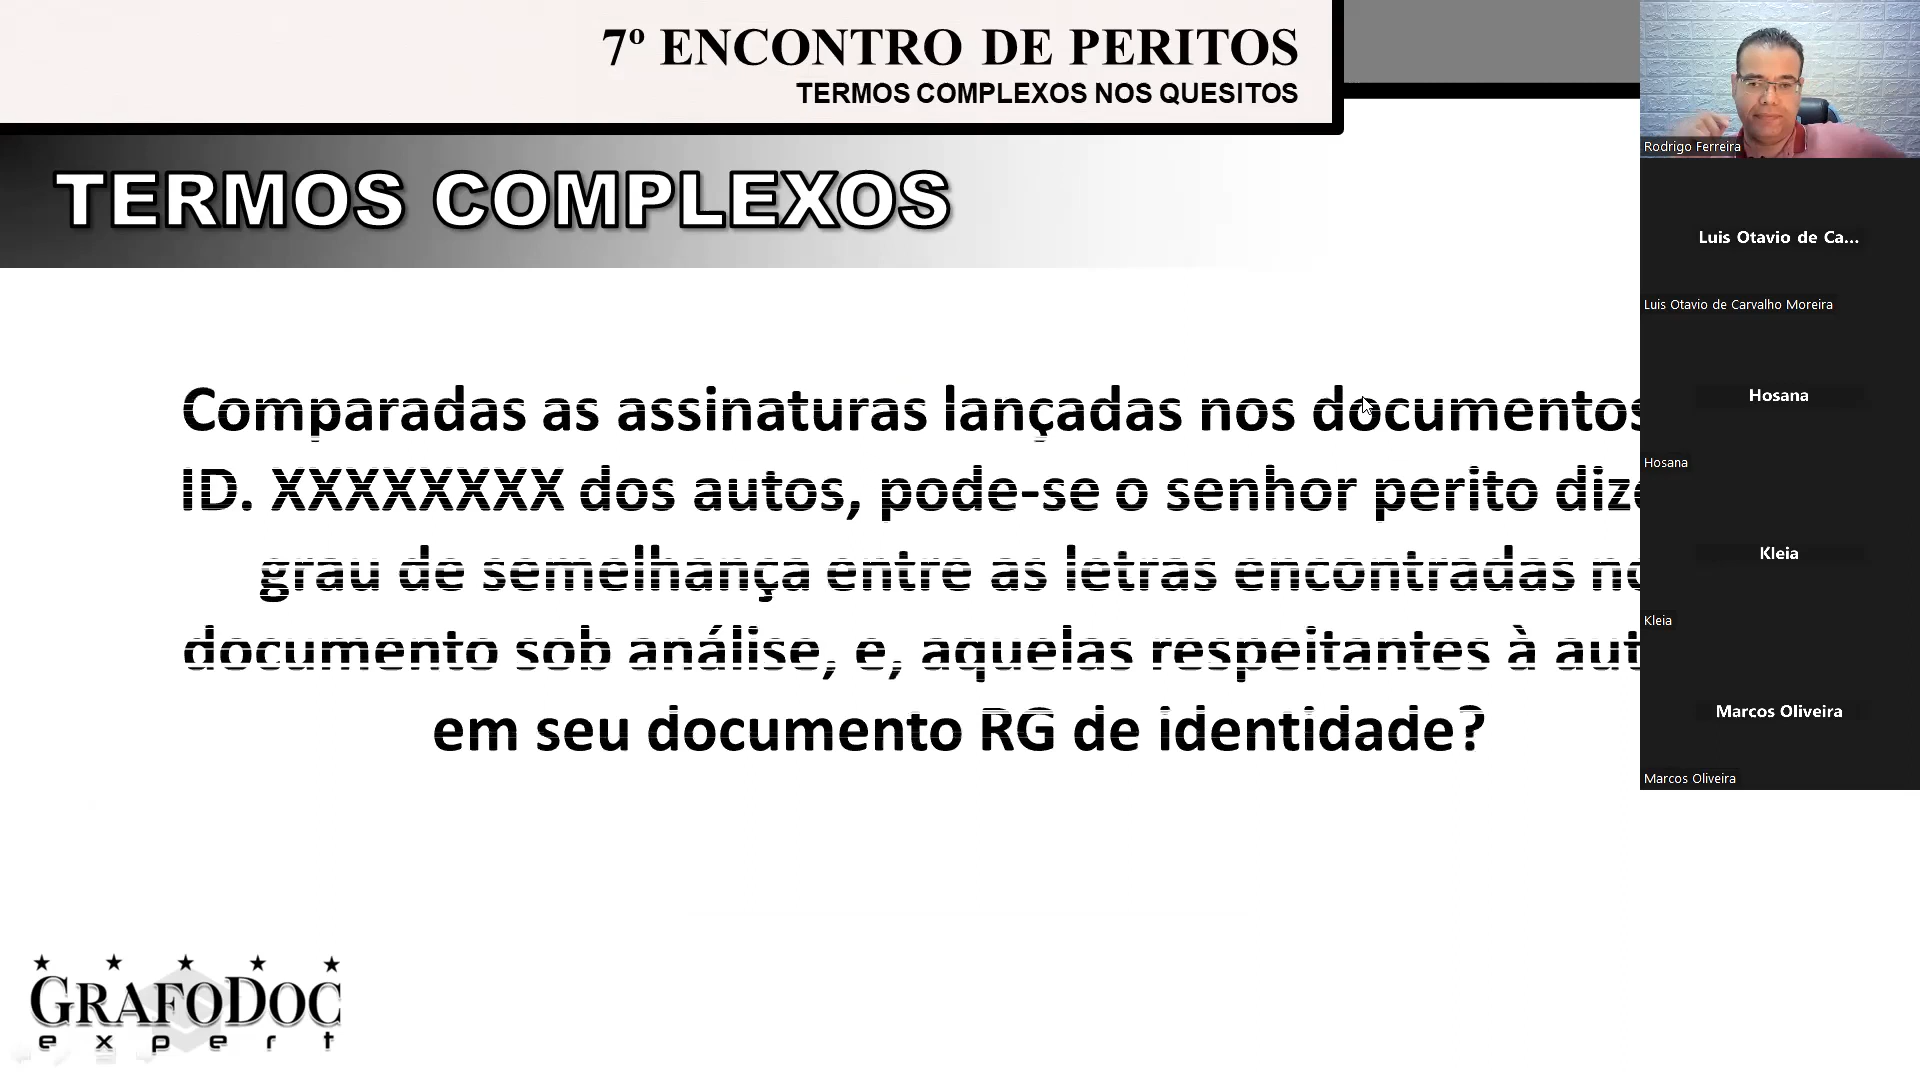 7º ENCONTRO DE PERITOS
TERMOS COMPLEXOS NOS QUESITOS
TERMOS COMPLEXOS
Comparadas as assinaturas lançadas nos documentos
ID. XXXXXXXX dos autos, pode-se o senhor perito
grau de semelhança entre as letras encontradas
documento sob análise, e, aquelas respeitantes à
em seu documento RG de identidade?
GRAFODOC
expert
Rodrigo Ferreira
Luis Otavio de Ca...
Luis Otavio de Carvalho Moreira
Hosana
Hosana
Kleia
Kleia
Marcos Oliveira
Marcos Oliveira